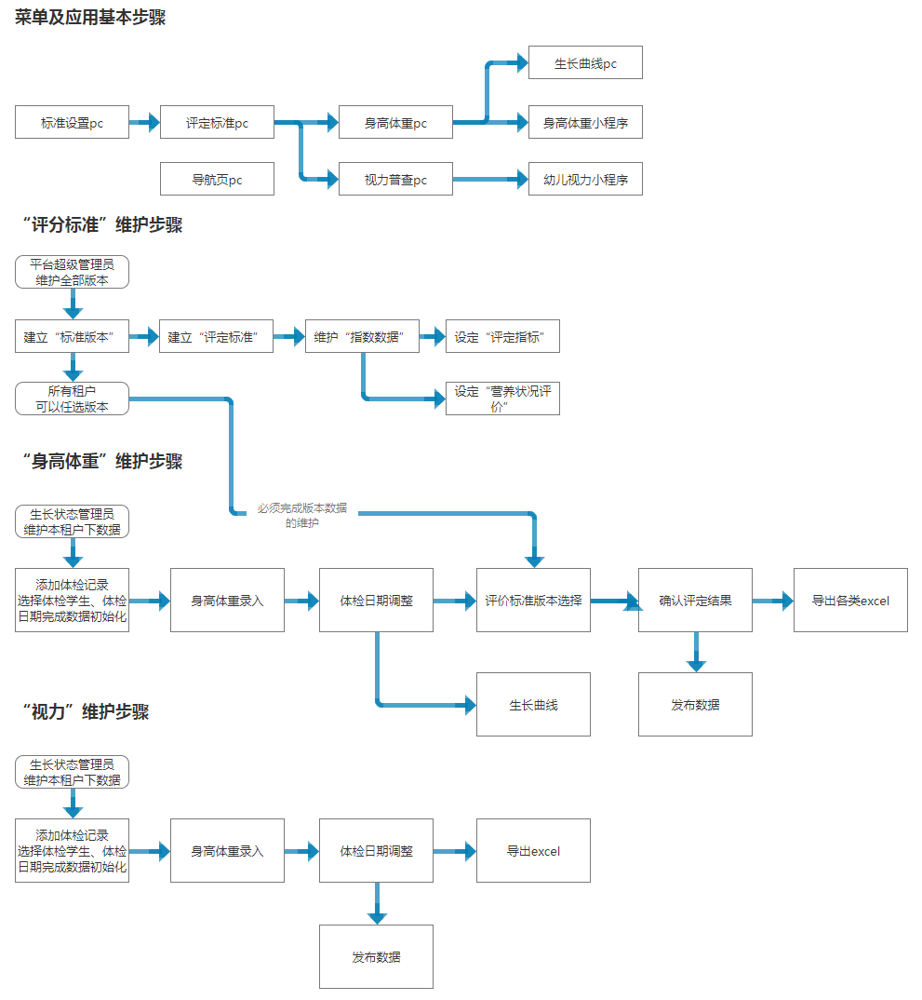 菜单及应用基本步骤
生长曲线pc
标准设置pc
评定标准pc
身高体重pc
身高体重小程序
导航页pc
视力普查pc
幼儿视力小程序
“评分标准”维护步骤
平台超级管理员
维护全部版本
建立“标准版本”
建立“评定标准”
维护“指数数据”
设定“评定指标”
所有租户
可以任选版本
设定“营养状况评
价”
“身高体重”维护步骤
必须完成版本数据
的维护
生长状态管理员
维护本租户下数据
添加体检记录
选择体检学生、体检
日期完成数据初始化
身高体重录入
体检日期调整
评价标准版本选择
确认评定结果
导出各类excel
生长曲线
发布数据
“视力”维护步骤
生长状态管理员
维护本租户下数据
添加体检记录
选择体检学生、体检
日期完成数据初始化
身高体重录入
体检日期调整
导出excel
发布数据